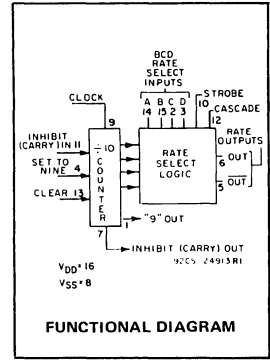 BCD
RATE
SELECT
INPUTS
A B C D
14 15 2 3
STROBE
10
CASCADE
12
CLOCK
9
RATE
OUTPUTS
INHIBIT
(CARRY) IN 11
SET TO
NINE 4
CLEAR 13
÷10
COUNTER
RATE
SELECT
LOGIC
6 OUT
5 OUT
1 "9" OUT
7
INHIBIT (CARRY) OUT
92CS-24913R1
VDD = 16
VSS = 8
FUNCTIONAL DIAGRAM